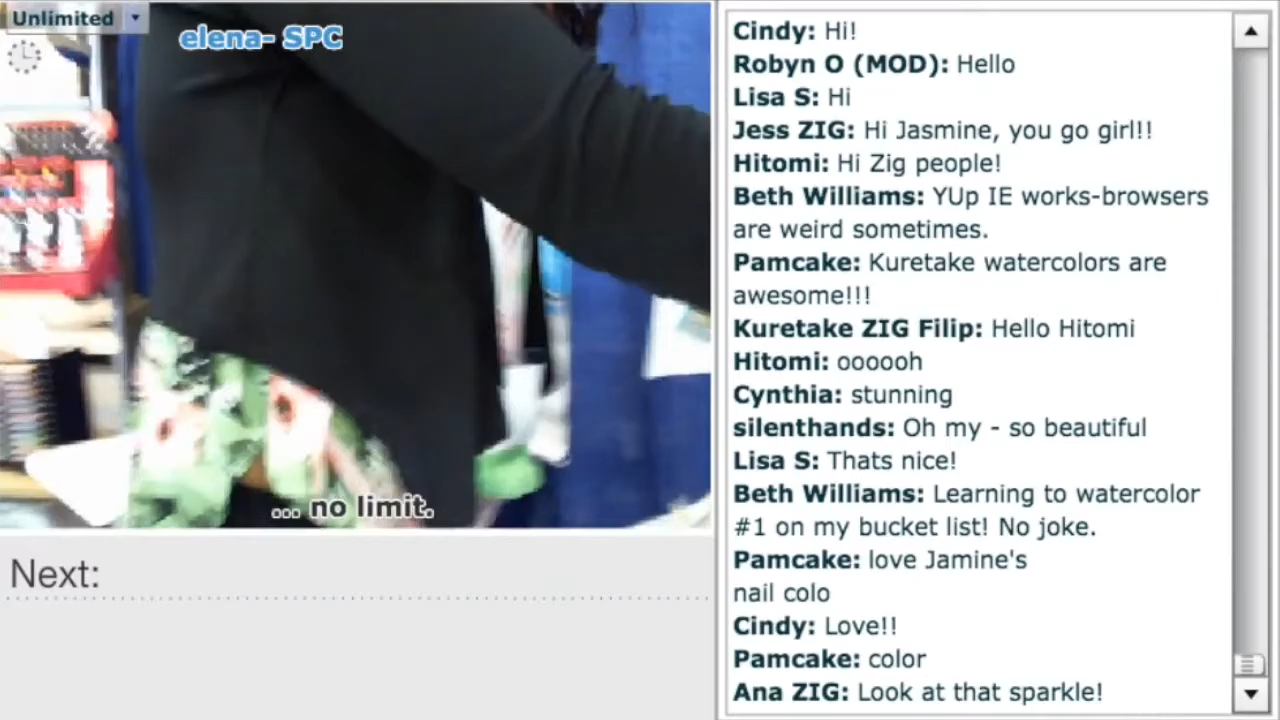 Unlimited
elena- SPC
... no limit.
Next:
Cindy: Hi!
Robyn O (MOD): Hello
Lisa S: Hi
Jess ZIG: Hi Jasmine, you go girl!!
Hitomi: Hi Zig people!
Beth Williams: YUp IE works-browsers
are weird sometimes.
Pamcake: Kuretake watercolors are
awesome!!!
Kuretake ZIG Filip: Hello Hitomi
Hitomi: oooooh
Cynthia: stunning
silenthands: Oh my - so beautiful
Lisa S: Thats nice!
Beth Williams: Learning to watercolor
#1 on my bucket list! No joke.
Pamcake: love Jamine's
nail colo
Cindy: Love!!
Pamcake: color
Ana ZIG: Look at that sparkle!